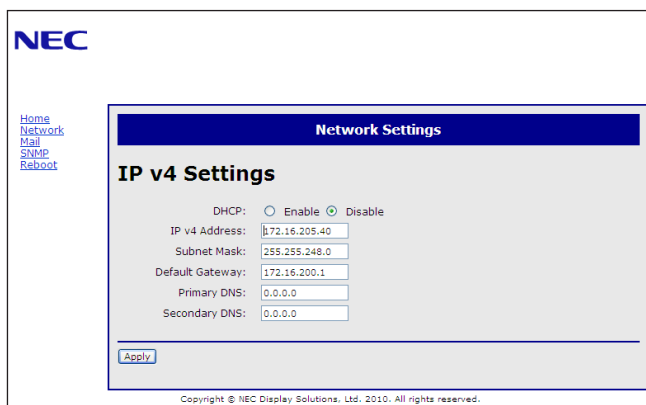 NEC
Home
Network
Mail
SNMP
Reboot
Network Settings
IP v4 Settings
DHCP: Enable Disable
IP v4 Address: 172.16.205.40
Subnet Mask: 255.255.248.0
Default Gateway: 172.16.200.1
Primary DNS: 0.0.0.0
Secondary DNS: 0.0.0.0
Apply
Copyright © NEC Display Solutions, Ltd. 2010. All rights reserved.